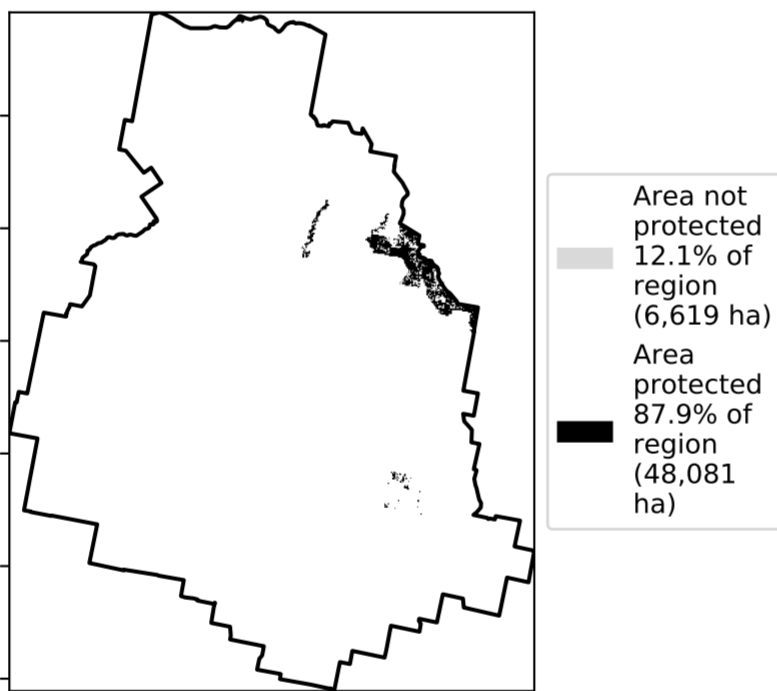 Area not
protected
12.1% of
region
(6,619 ha)
Area
protected
87.9% of
region
(48,081
ha)